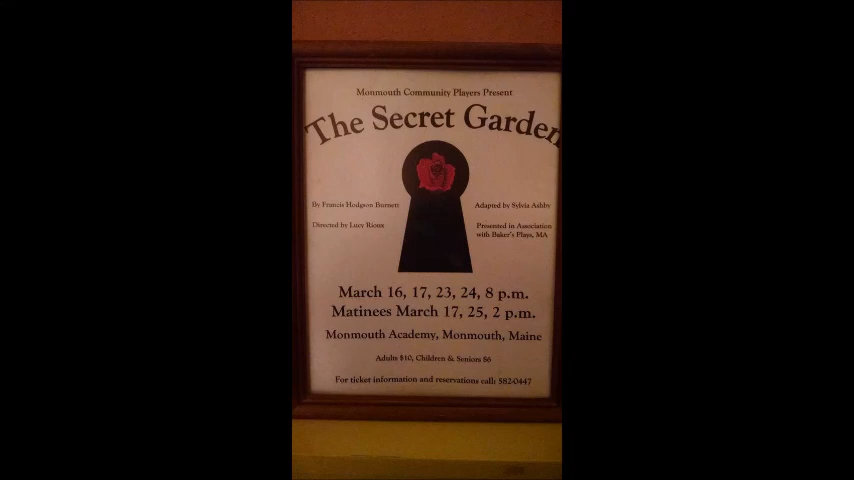 Monmouth Community Players Present
The Secret Garden
By Francis Hodgson Burnett
Adapted by Sylvia Ashby
Directed by Lucy Rioux
Presented in Association
with Baker's Plays, MA
March 16, 17, 23, 24, 8 p.m.
Matinees March 17, 25, 2 p.m.
Monmouth Academy, Monmouth, Maine
Adults $10, Children & Seniors $6
For ticket information and reservations call: 582-0447